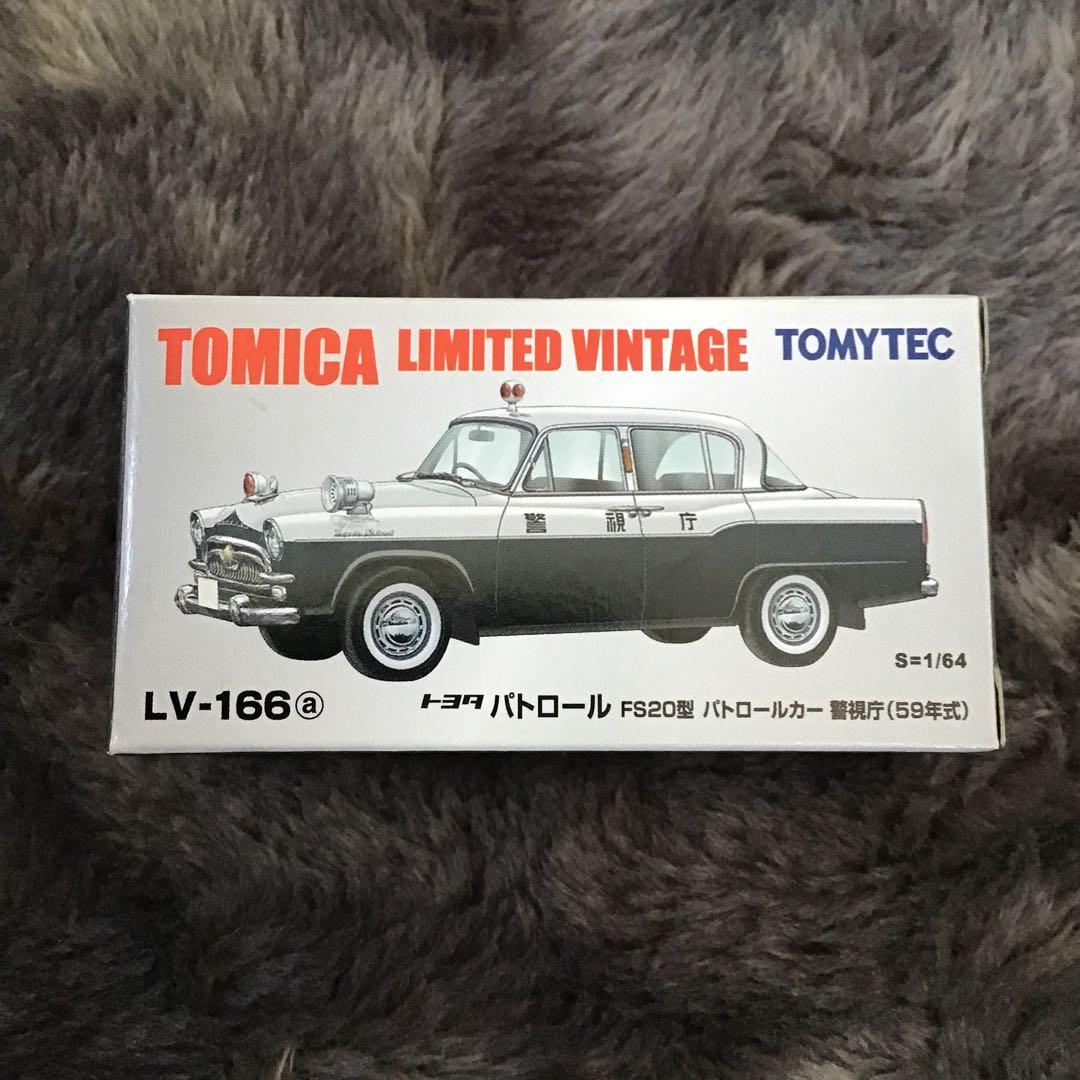 TOMICA LIMITED VINTAGE TOMYTEC
警視庁
S=1/64
LV-166ⓐ トヨタ パトロール FS20型 パトロールカー 警視庁(59年式)